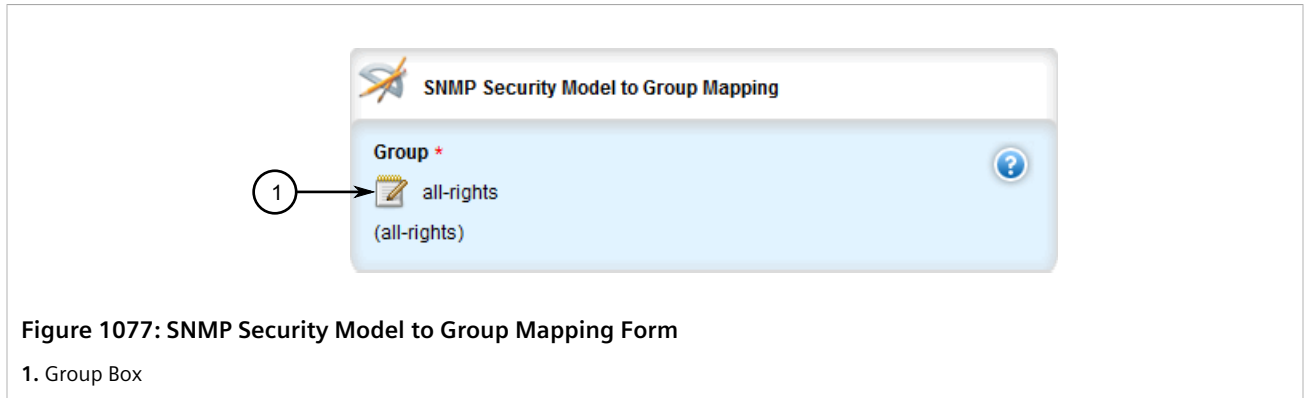 SNMP Security Model to Group Mapping
Group *
?
1
all-rights
(all-rights)
Figure 1077: SNMP Security Model to Group Mapping Form
1. Group Box